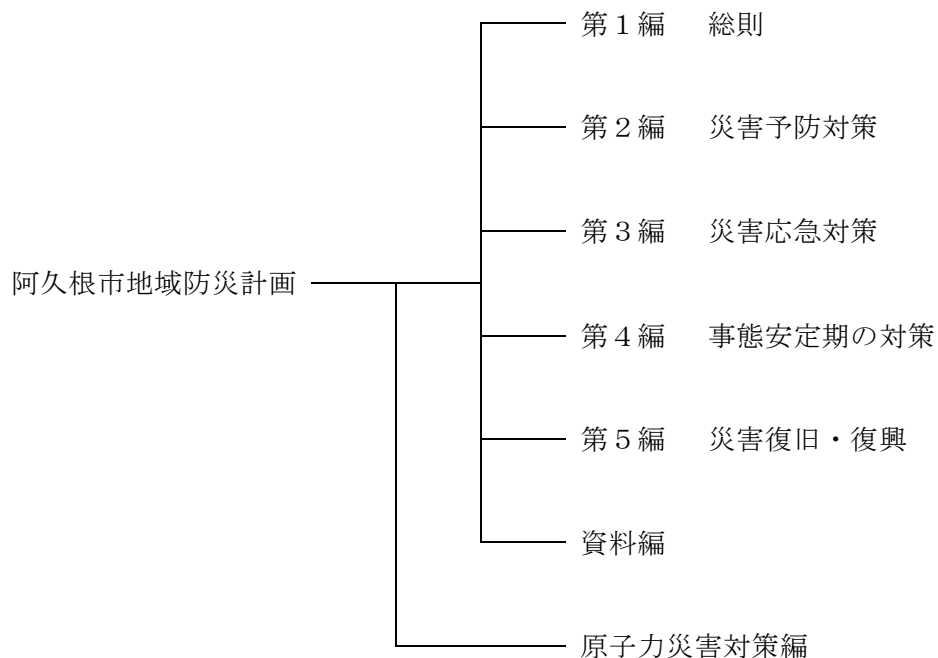 第１編　総則
第２編　災害予防対策
第３編　災害応急対策
阿久根市地域防災計画
第４編　事態安定期の対策
第５編　災害復旧・復興
資料編
原子力災害対策編